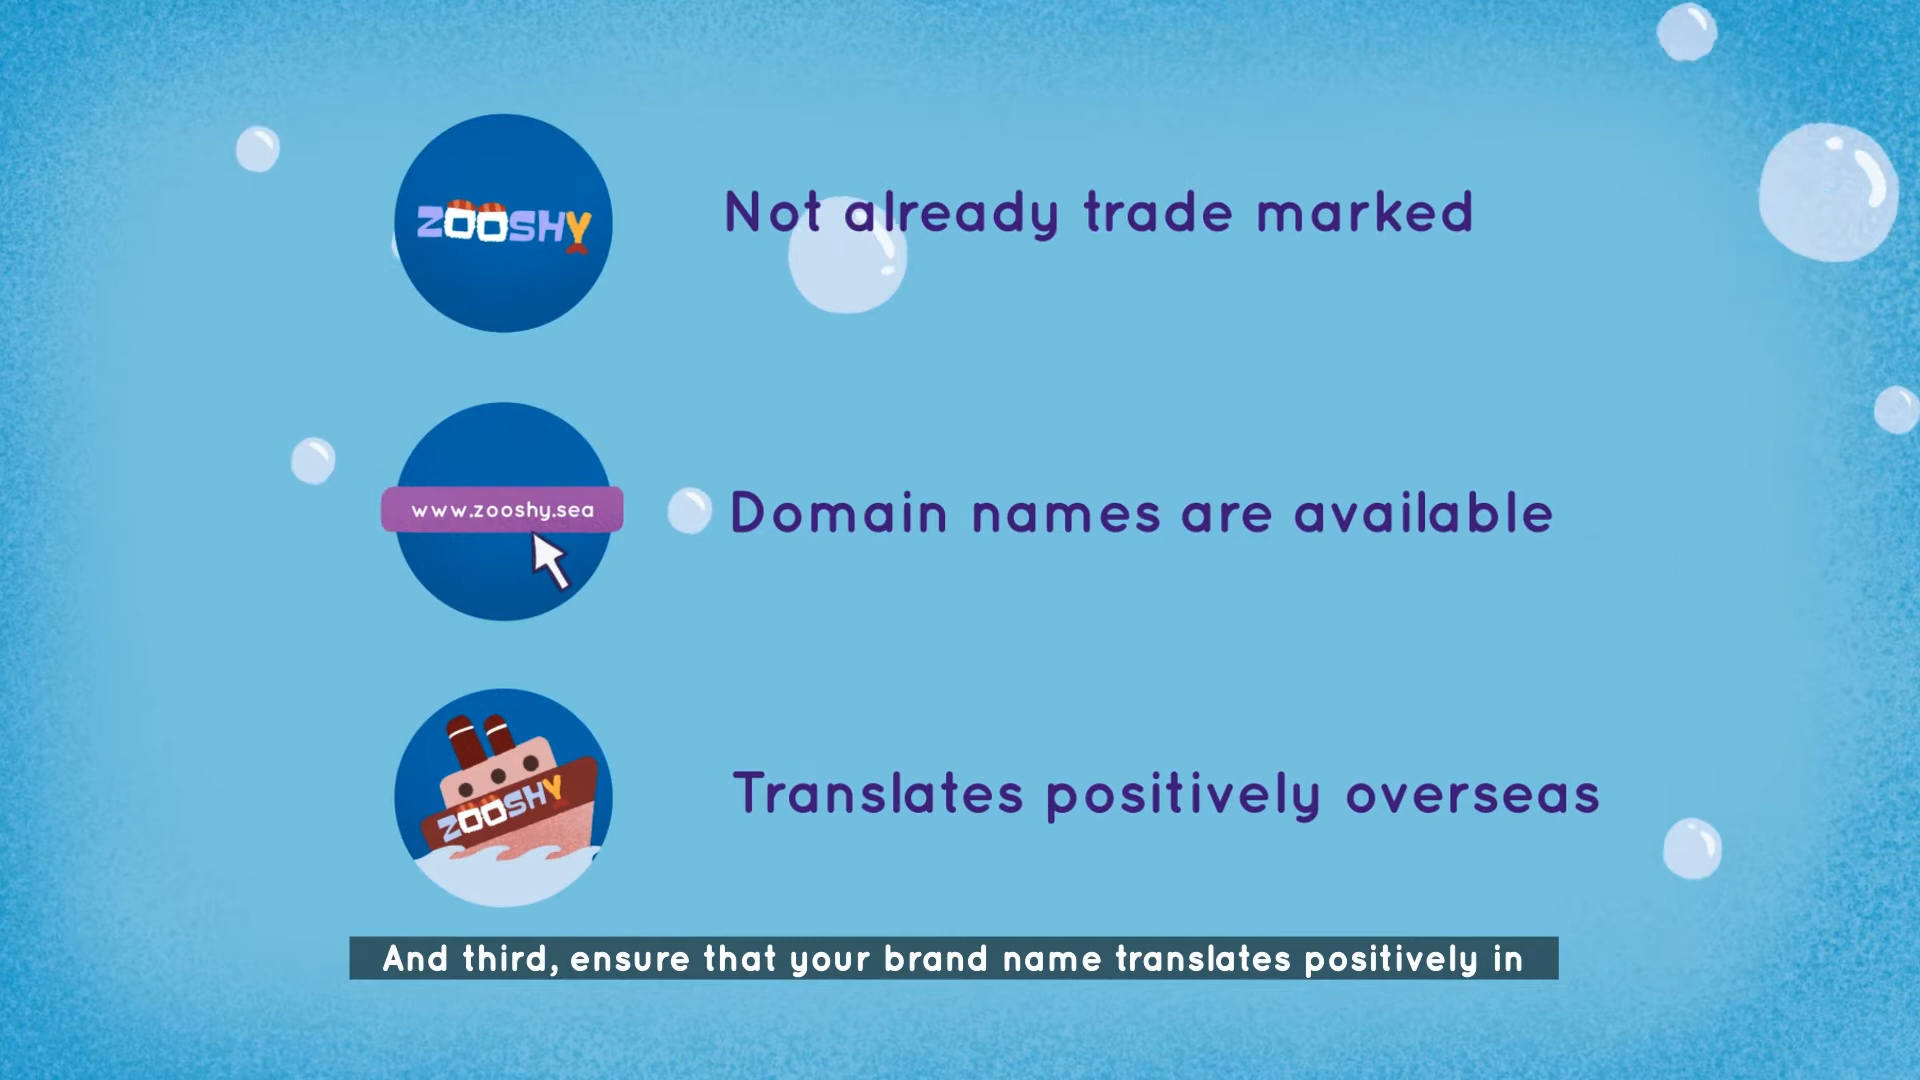 ZOOSHY
Not already trade marked
www.zooshy.sea
Domain names are available
ZOOSHY
Translates positively overseas
And third, ensure that your brand name translates positively in